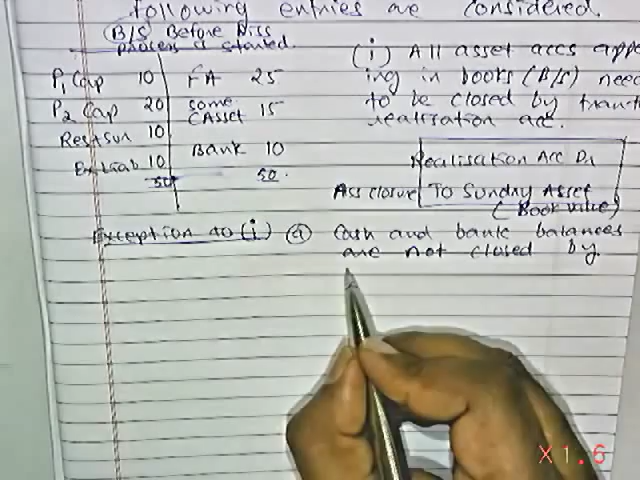 following entries are considered.
B/S Before Diss
process is started.
P1 Cap 10 FA 25
P2 Cap 20 Some CAsset 15
Res&Sur 10
Bank 10
Ext Liab 10
50 50.
(i) All asset accs appe
ing in books (B/S) need
to be closed by transf
realisation acc.
Realisation Acc Dr
Ass closure To Sundry Asset
(Book value)
Exception to (i) (a) Cash and bank balances
are not closed by
X1.6